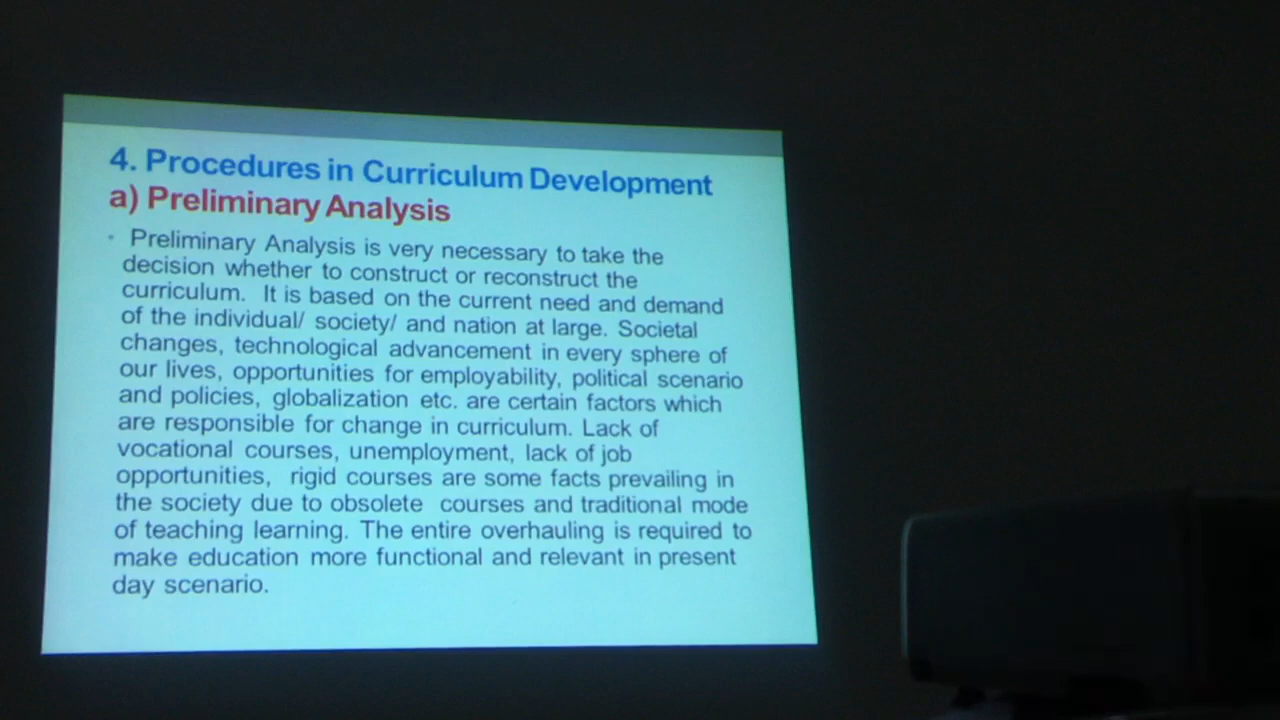 4. Procedures in Curriculum Development
a) Preliminary Analysis
• Preliminary Analysis is very necessary to take the
decision whether to construct or reconstruct the
curriculum. It is based on the current need and demand
of the individual/ society/ and nation at large. Societal
changes, technological advancement in every sphere of
our lives, opportunities for employability, political scenario
and policies, globalization etc. are certain factors which
are responsible for change in curriculum. Lack of
vocational courses, unemployment, lack of job
opportunities, rigid courses are some facts prevailing in
the society due to obsolete courses and traditional mode
of teaching learning. The entire overhauling is required to
make education more functional and relevant in present
day scenario.